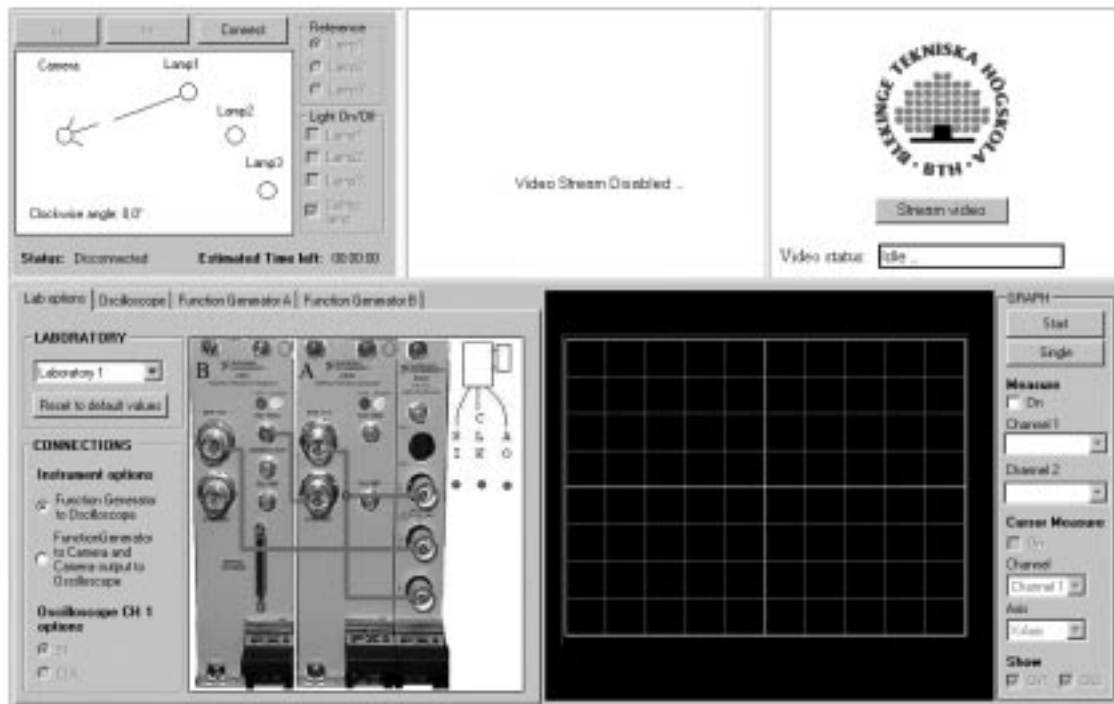 Connect
Camera
Lamp1
Lamp2
Lamp3
Clockwise angle: 0,0°
Status: Disconnected
Estimated Time left: 00:00:00
Reference
Lamp1
Lamp2
Lamp3
Light On/Off
Lamp1
Lamp2
Lamp3
Video Stream Disabled ..
BLEKINGE TEKNISKA HÖGSKOLA · BTH ·
Stream video
Video status: Idle ..
Lab options
Oscilloscope
Function Generator A
Function Generator B
LABORATORY
Laboratory 1
Reset to default values
CONNECTIONS
Instrument options
Function Generator
to Oscilloscope
FunctionGenerator
to Camera and
Camera output to
Oscilloscope
Oscilloscope CH 1
options
B
A
GRAPH
Start
Single
Measure
On
Channel 1
Channel 2
Cursor Measure
On
Channel
Channel 1
Axis
X-Axis
Show
CH1
CH2